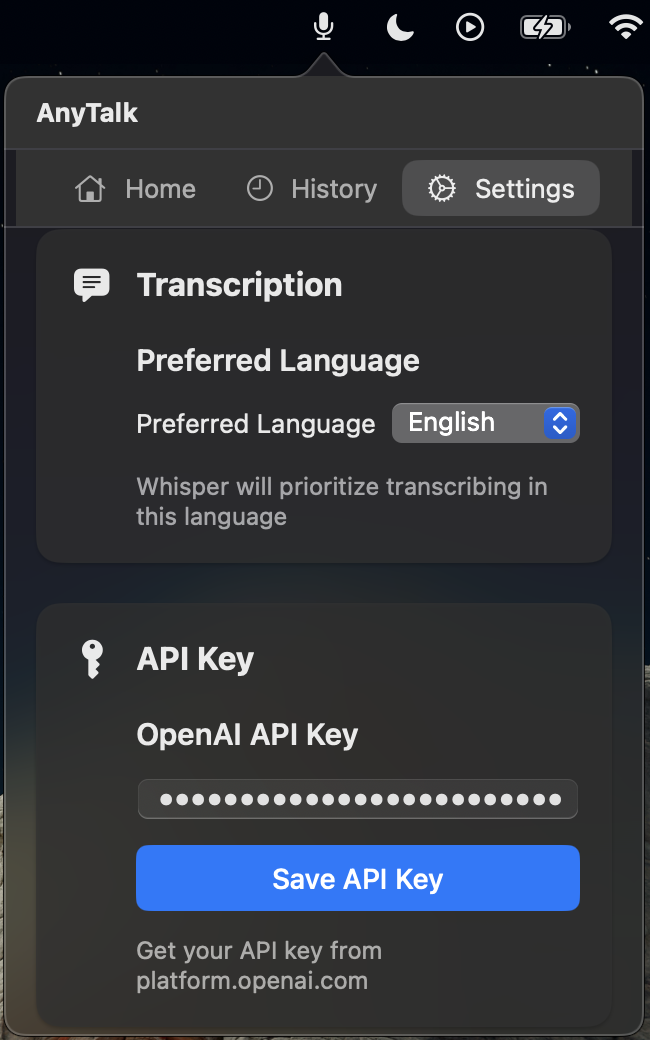 AnyTalk
Home History Settings
Transcription
Preferred Language
Preferred Language English
Whisper will prioritize transcribing in
this language
API Key
OpenAI API Key
•••••••••••••••••••••••••
Save API Key
Get your API key from
platform.openai.com